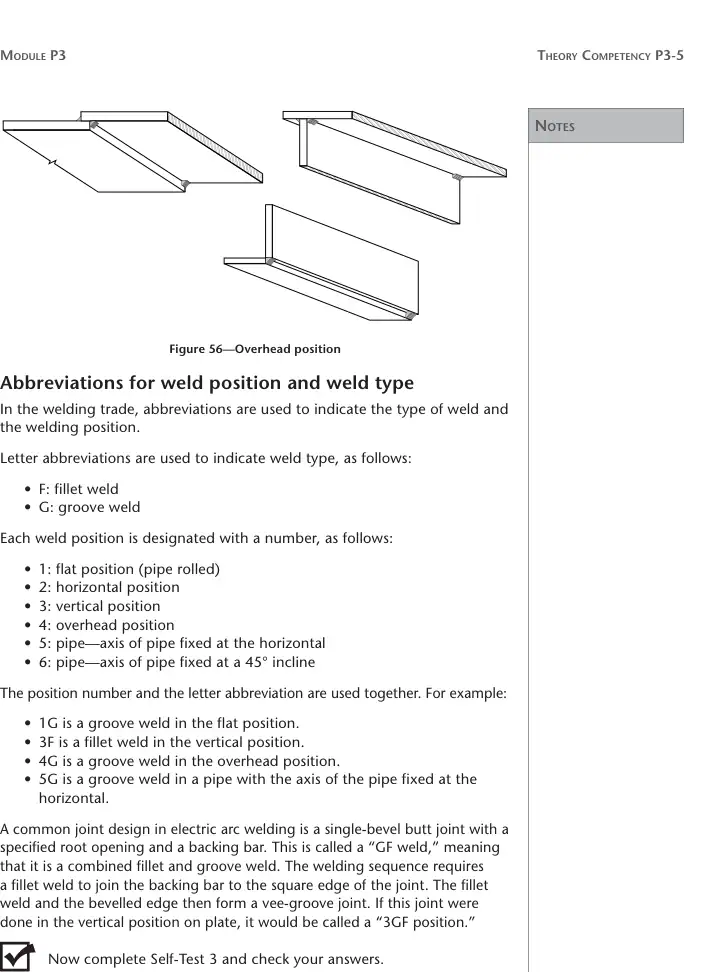 MODULE P3
THEORY COMPETENCY P3-5
NOTES
Figure 56—Overhead position
Abbreviations for weld position and weld type
In the welding trade, abbreviations are used to indicate the type of weld and
the welding position.
Letter abbreviations are used to indicate weld type, as follows:
• F: fillet weld
• G: groove weld
Each weld position is designated with a number, as follows:
• 1: flat position (pipe rolled)
• 2: horizontal position
• 3: vertical position
• 4: overhead position
• 5: pipe—axis of pipe fixed at the horizontal
• 6: pipe—axis of pipe fixed at a 45° incline
The position number and the letter abbreviation are used together. For example:
• 1G is a groove weld in the flat position.
• 3F is a fillet weld in the vertical position.
• 4G is a groove weld in the overhead position.
• 5G is a groove weld in a pipe with the axis of the pipe fixed at the
horizontal.
A common joint design in electric arc welding is a single-bevel butt joint with a
specified root opening and a backing bar. This is called a “GF weld,” meaning
that it is a combined fillet and groove weld. The welding sequence requires
a fillet weld to join the backing bar to the square edge of the joint. The fillet
weld and the bevelled edge then form a vee-groove joint. If this joint were
done in the vertical position on plate, it would be called a “3GF position.”
Now complete Self-Test 3 and check your answers.